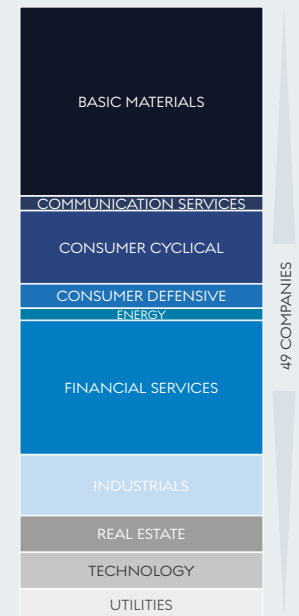 BASIC MATERIALS
COMMUNICATION SERVICES
CONSUMER CYCLICAL
CONSUMER DEFENSIVE
ENERGY
FINANCIAL SERVICES
INDUSTRIALS
REAL ESTATE
TECHNOLOGY
UTILITIES
49 COMPANIES